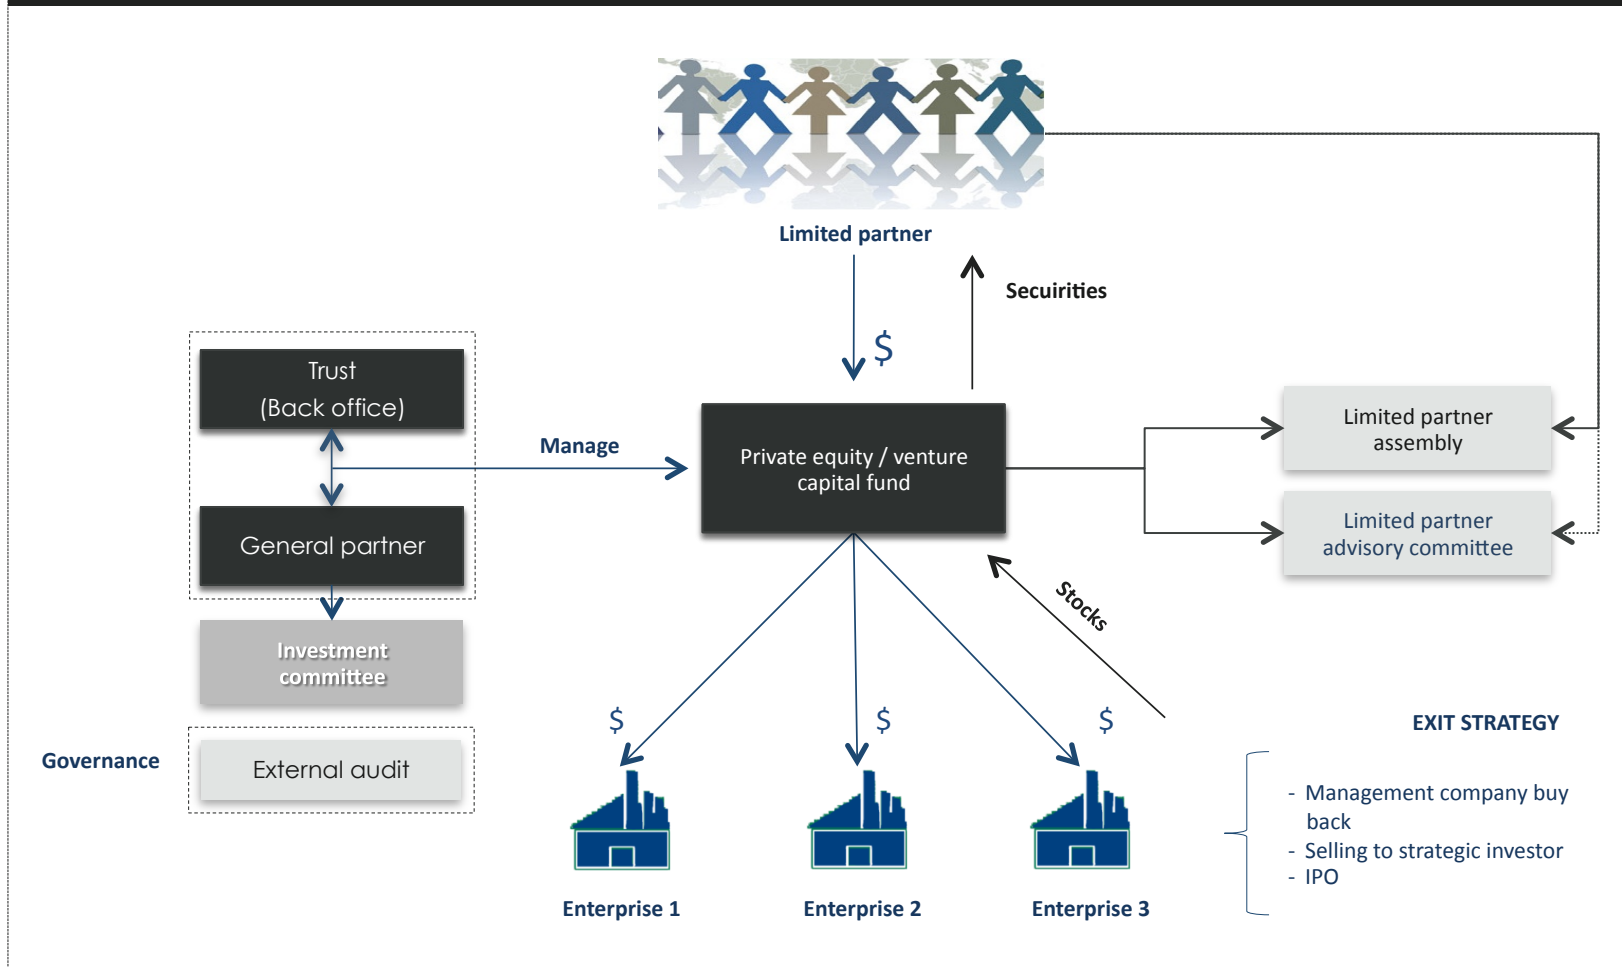 Limited partner
Secuirities
$
Trust
(Back office)
Manage
Private equity / venture
capital fund
Limited partner
assembly
General partner
Limited partner
advisory committee
Stocks
Investment
committee
$
$
$
EXIT STRATEGY
Governance
External audit
- Management company buy
back
- Selling to strategic investor
- IPO
Enterprise 1
Enterprise 2
Enterprise 3